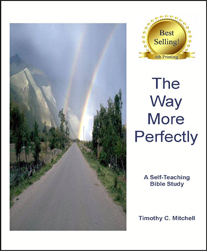 Best
Selling!
The
Way
More
Perfectly
A Self-Teaching
Bible Study
Timothy C. Mitchell